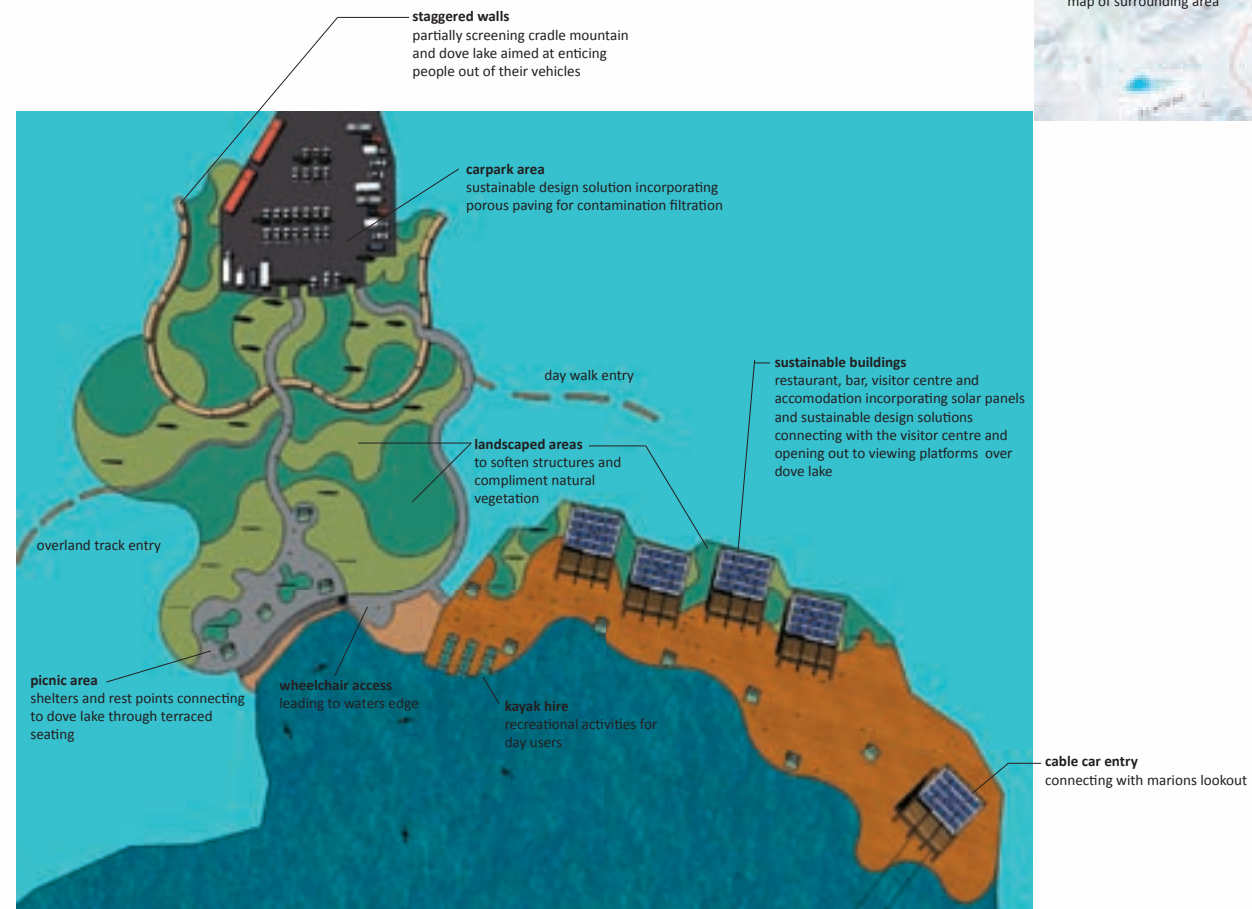 map of surrounding area
staggered walls
partially screening cradle mountain
and dove lake aimed at enticing
people out of their vehicles
carpark area
sustainable design solution incorporating
porous paving for contamination filtration
sustainable buildings
restaurant, bar, visitor centre and
accomodation incorporating solar panels
and sustainable design solutions
connecting with the visitor centre and
opening out to viewing platforms over
dove lake
day walk entry
landscaped areas
to soften structures and
compliment natural
vegetation
overland track entry
picnic area
shelters and rest points connecting
to dove lake through terraced
seating
wheelchair access
leading to waters edge
kayak hire
recreational activities for
day users
cable car entry
connecting with marions lookout